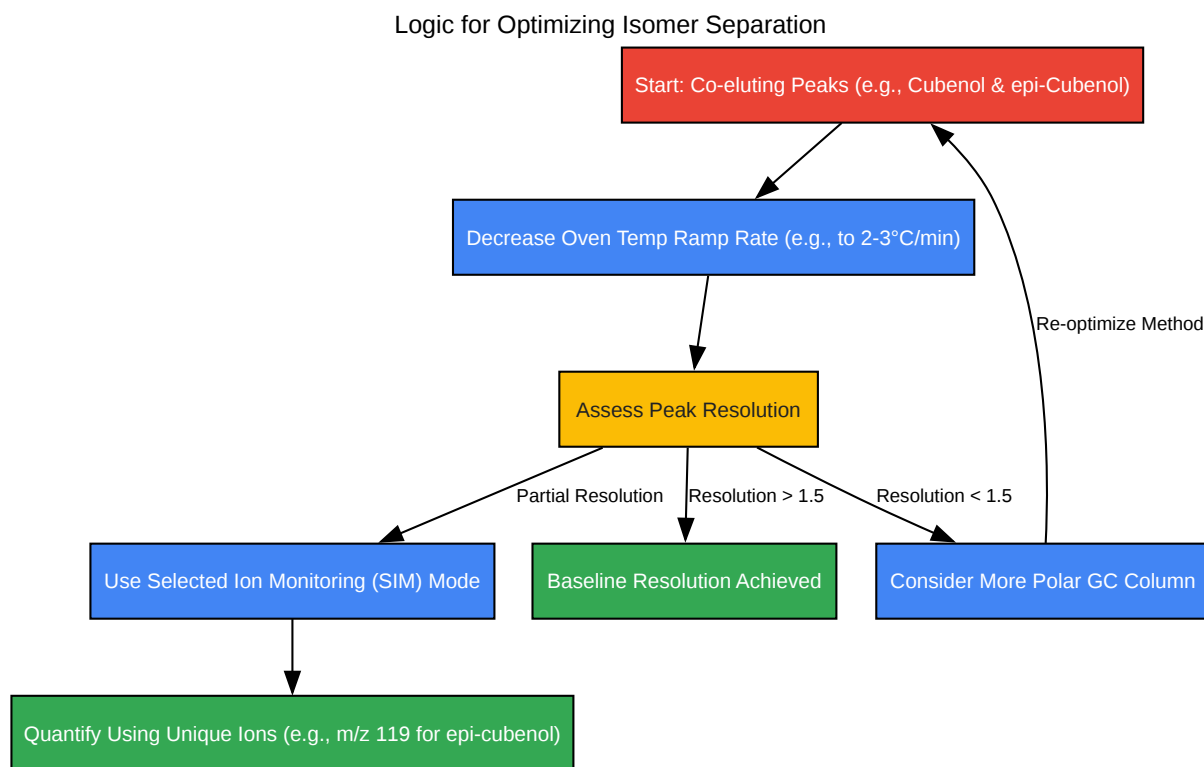 Logic for Optimizing Isomer Separation
Start: Co-eluting Peaks (e.g., Cubenol & epi-Cubenol)
Decrease Oven Temp Ramp Rate (e.g., to 2-3°C/min)
Re-optimize Method
Assess Peak Resolution
Partial Resolution
Resolution > 1.5
Resolution < 1.5
Use Selected Ion Monitoring (SIM) Mode
Baseline Resolution Achieved
Consider More Polar GC Column
Quantify Using Unique Ions (e.g., m/z 119 for epi-cubenol)